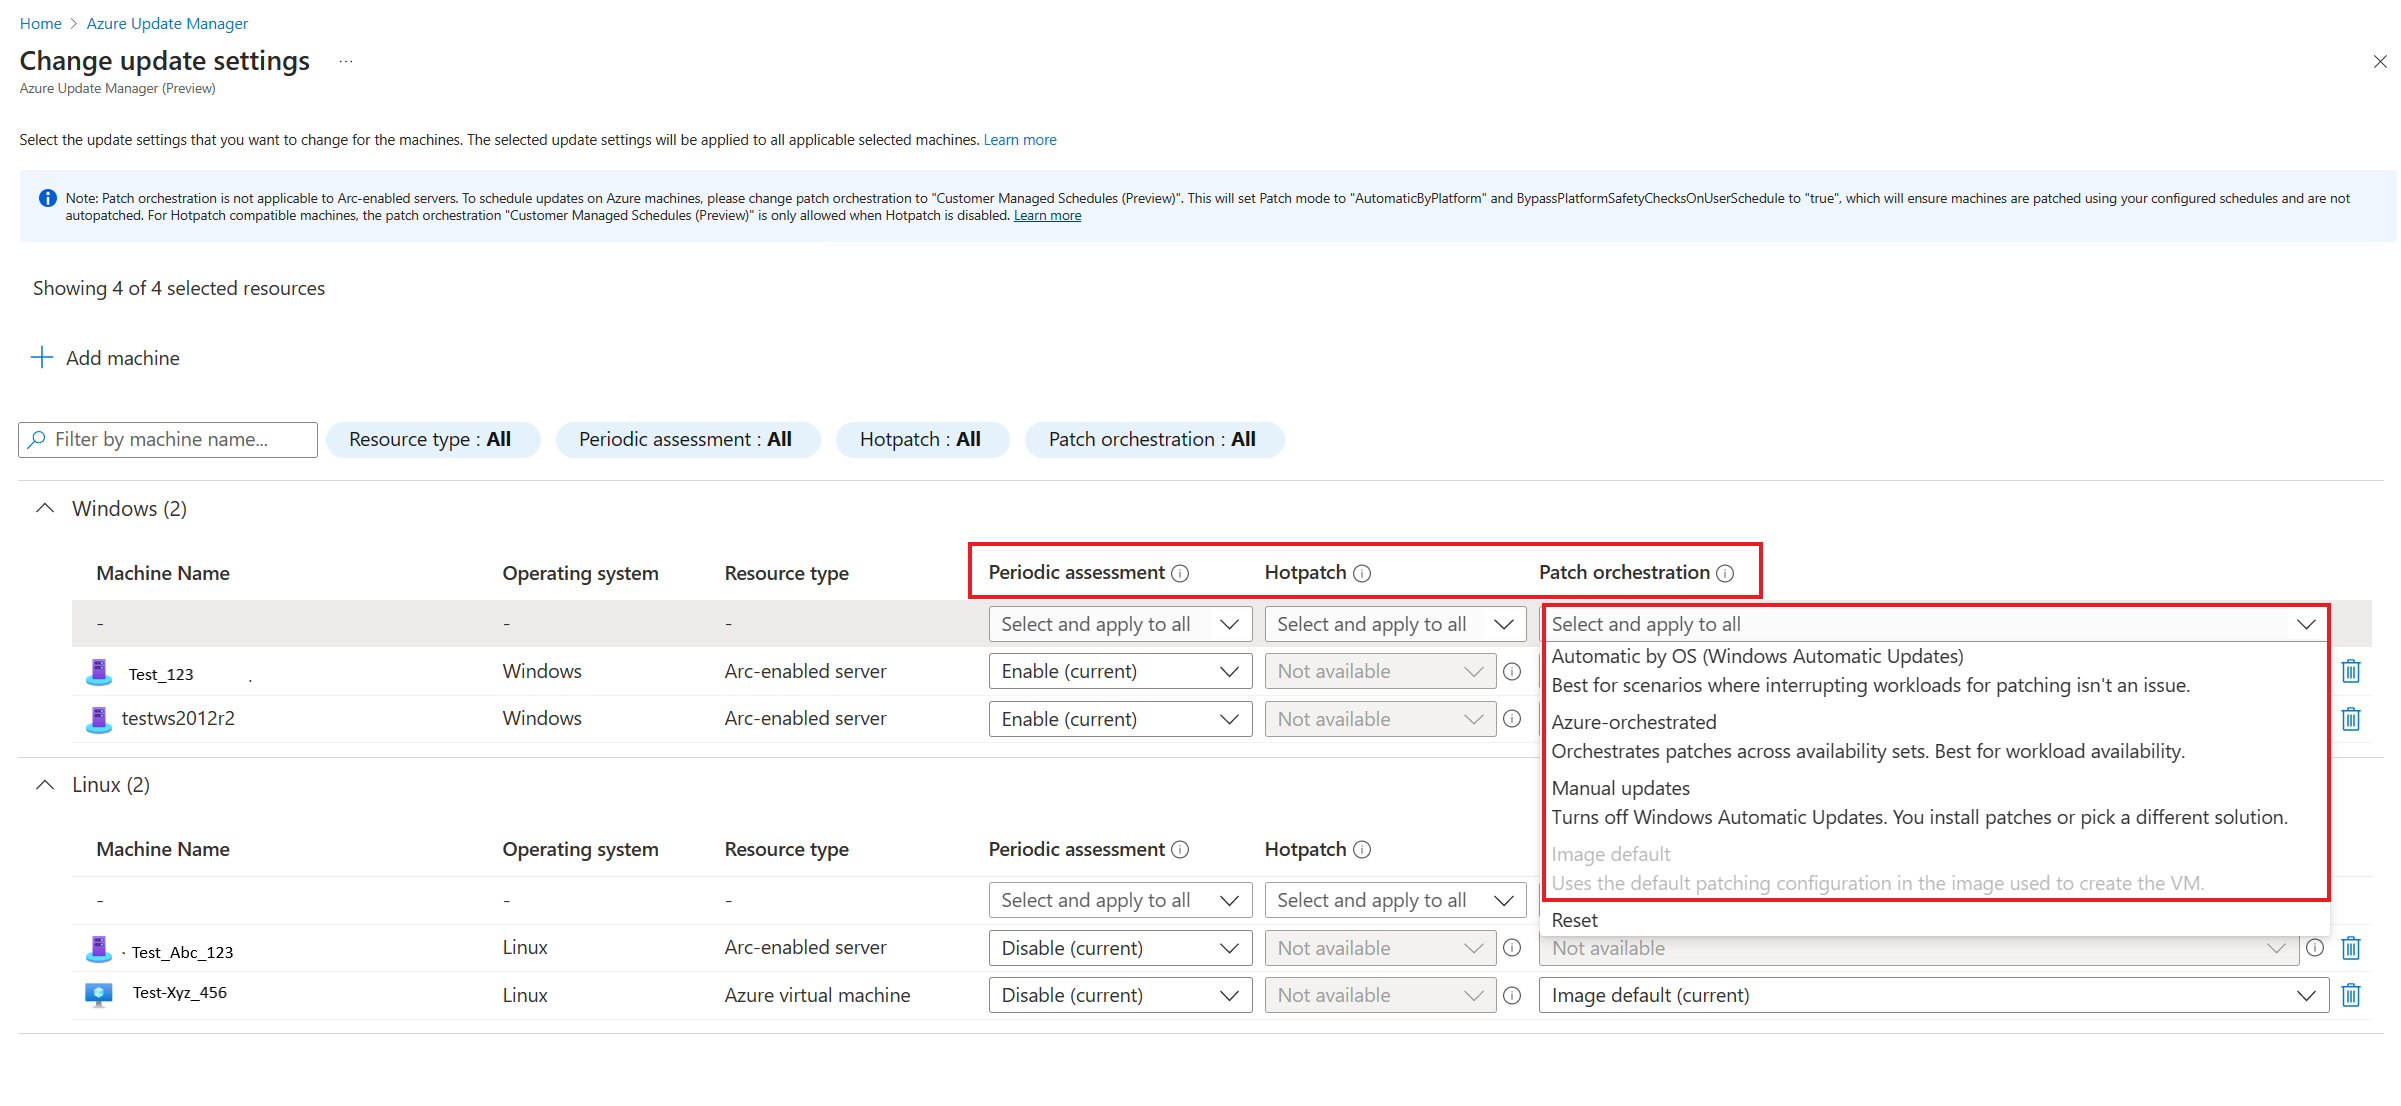 Home > Azure Update Manager
Change update settings ...
Azure Update Manager (Preview)
Select the update settings that you want to change for the machines. The selected update settings will be applied to all applicable selected machines. Learn more
Note: Patch orchestration is not applicable to Arc-enabled servers. To schedule updates on Azure machines, please change patch orchestration to "Customer Managed Schedules (Preview)". This will set Patch mode to "AutomaticByPlatform" and BypassPlatformSafetyChecksOnUserSchedule to "true", which will ensure machines are patched using your configured schedules and are not
autopatched. For Hotpatch compatible machines, the patch orchestration "Customer Managed Schedules (Preview)" is only allowed when Hotpatch is disabled. Learn more
Showing 4 of 4 selected resources
Add machine
Filter by machine name... Resource type : All Periodic assessment : All Hotpatch : All Patch orchestration : All
Windows (2)
Machine Name Operating system Resource type Periodic assessment Hotpatch Patch orchestration
- - - Select and apply to all Select and apply to all Select and apply to all
Automatic by OS (Windows Automatic Updates)
Test_123 . Windows Arc-enabled server Enable (current) Not available
Best for scenarios where interrupting workloads for patching isn't an issue.
testws2012r2 Windows Arc-enabled server Enable (current) Not available
Azure-orchestrated
Orchestrates patches across availability sets. Best for workload availability.
Linux (2)
Manual updates
Turns off Windows Automatic Updates. You install patches or pick a different solution.
Machine Name Operating system Resource type Periodic assessment Hotpatch
Image default
Uses the default patching configuration in the image used to create the VM.
- - - Select and apply to all Select and apply to all
Reset
. Test_Abc_123 Linux Arc-enabled server Disable (current) Not available Not available
Test-Xyz_456 Linux Azure virtual machine Disable (current) Not available Image default (current)